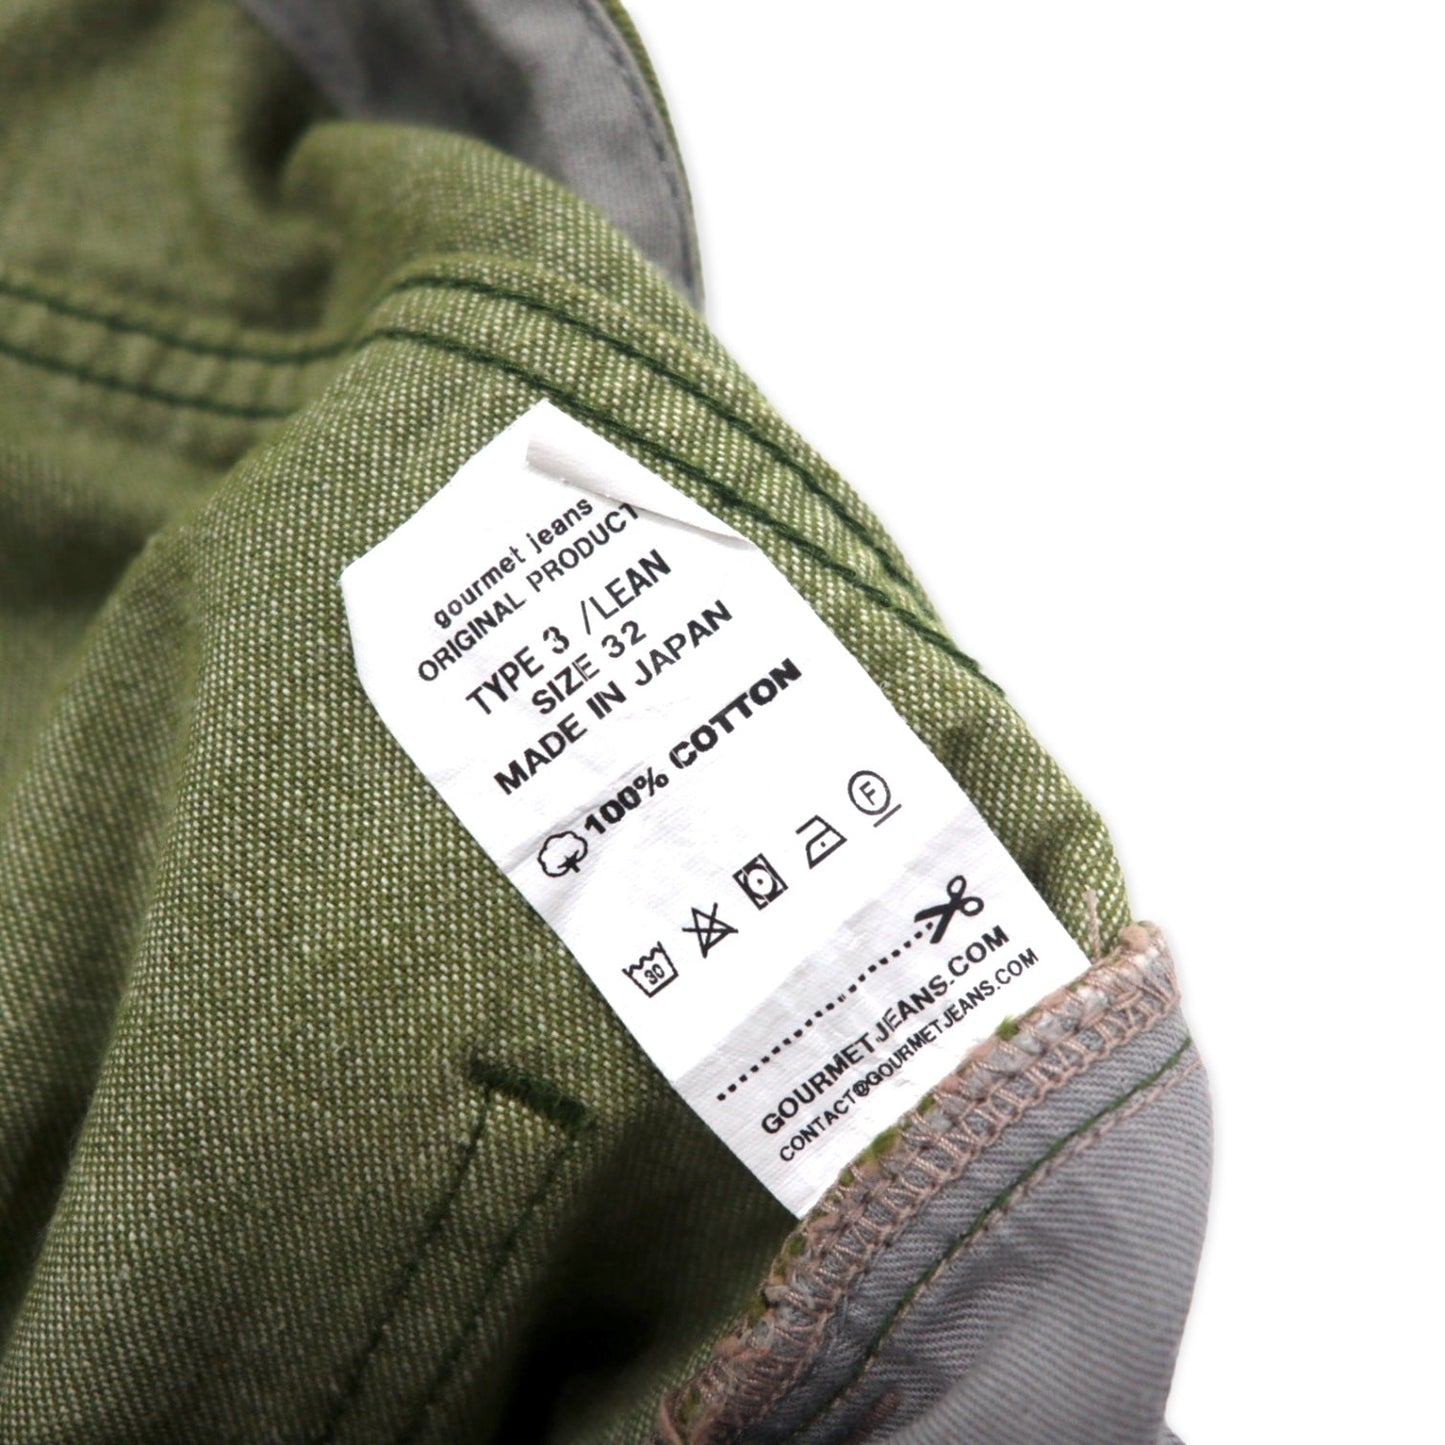 gourmet jeans
ORIGINAL PRODUCT
TYPE 3 /LEAN
SIZE 32
MADE IN JAPAN
100% COTTON
30
F
GOURMETJEANS.COM
CONTACT@GOURMETJEANS.COM